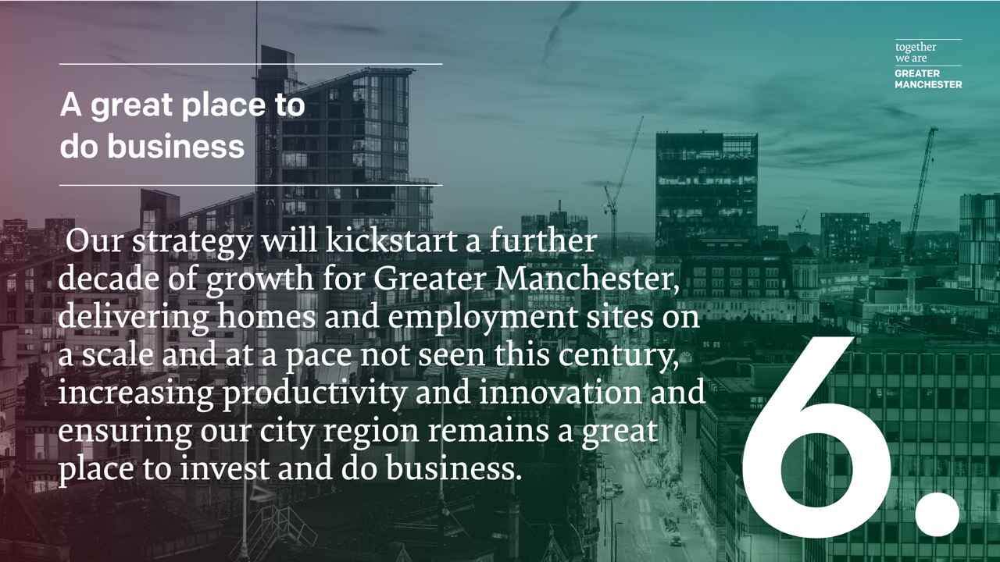 A great place to
do business
together
we are
GREATER
MANCHESTER
Our strategy will kickstart a further
decade of growth for Greater Manchester,
delivering homes and employment sites on
a scale and at a pace not seen this century,
increasing productivity and innovation and
ensuring our city region remains a great
place to invest and do business.
6.